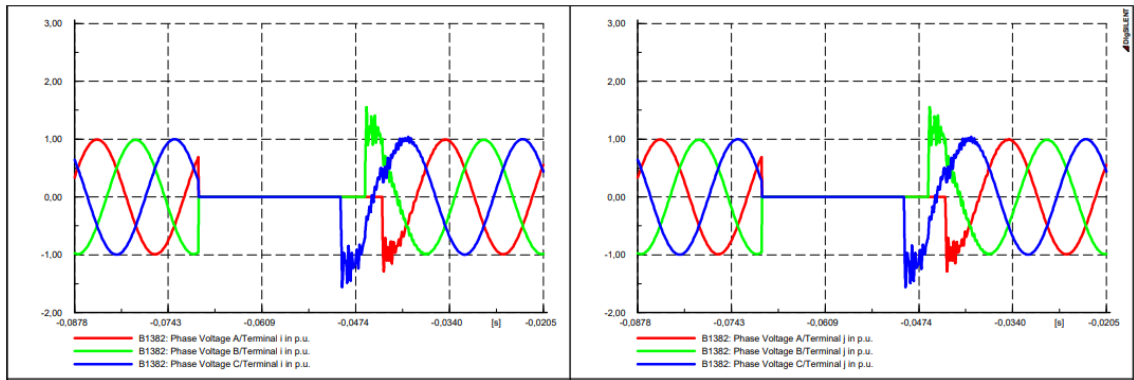 3,00
2,00
1,00
0,00
-1,00
-2,00
-0,0878 -0,0743 -0,0609 -0,0474 -0,0340 [s] -0,0205
B1382: Phase Voltage A/Terminal i in p.u.
B1382: Phase Voltage B/Terminal i in p.u.
B1382: Phase Voltage C/Terminal i in p.u.
3,00
2,00
1,00
0,00
-1,00
-2,00
-0,0878 -0,0743 -0,0609 -0,0474 -0,0340 [s] -0,0205
B1382: Phase Voltage A/Terminal j in p.u.
B1382: Phase Voltage B/Terminal j in p.u.
B1382: Phase Voltage C/Terminal j in p.u.
DIgSILENT